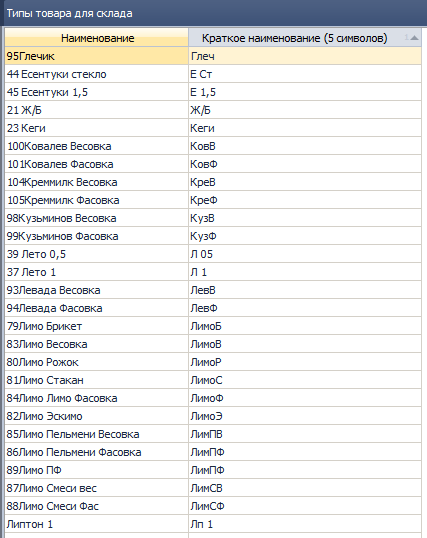 Типы товара для склада
Наименование Краткое наименование (5 символов)
95Глечик Глеч
44 Есентуки стекло Е Ст
45 Есентуки 1,5 Е 1,5
21 Ж/Б Ж/Б
23 Кеги Кеги
100Ковалев Весовка КовВ
101Ковалев Фасовка КовФ
104Креммилк Весовка КреВ
105Креммилк Фасовка КреФ
98Кузьминов Весовка КузВ
99Кузьминов Фасовка КузФ
39 Лето 0,5 Л 05
37 Лето 1 Л 1
93Левада Весовка ЛевВ
94Левада Фасовка ЛевФ
79Лимо Брикет ЛимоБ
83Лимо Весовка ЛимоВ
80Лимо Рожок ЛимоР
81Лимо Стакан ЛимоС
84Лимо Лимо Фасовка ЛимоФ
82Лимо Эскимо ЛимоЭ
85Лимо Пельмени Весовка ЛимПВ
86Лимо Пельмени Фасовка ЛимПФ
89Лимо ПФ ЛимПФ
87Лимо Смеси вес ЛимСВ
88Лимо Смеси Фас ЛимСФ
Липтон 1 Лп 1